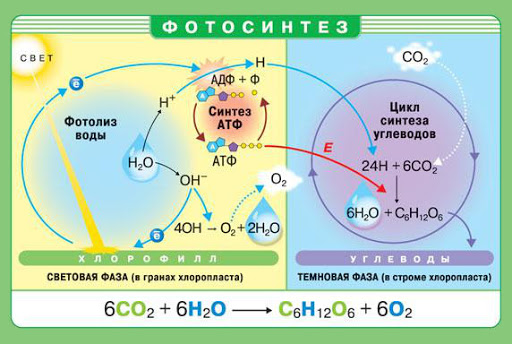 ФОТОСИНТЕЗ
СВЕТ
ē
Фотолиз
воды
H⁺
H₂O
OH⁻
ē
4OH → O₂ + 2H₂O
O₂
H
АДФ + Ф
А
Синтез
АТФ
А
АТФ
E
CO₂
Цикл
синтеза
углеводов
24H + 6CO₂
6H₂O + C₆H₁₂O₆
ХЛОРОФИЛЛ
СВЕТОВАЯ ФАЗА (в гранах хлоропласта)
УГЛЕВОДЫ
ТЕМНОВАЯ ФАЗА (в строме хлоропласта)
6CO₂ + 6H₂O → C₆H₁₂O₆ + 6O₂